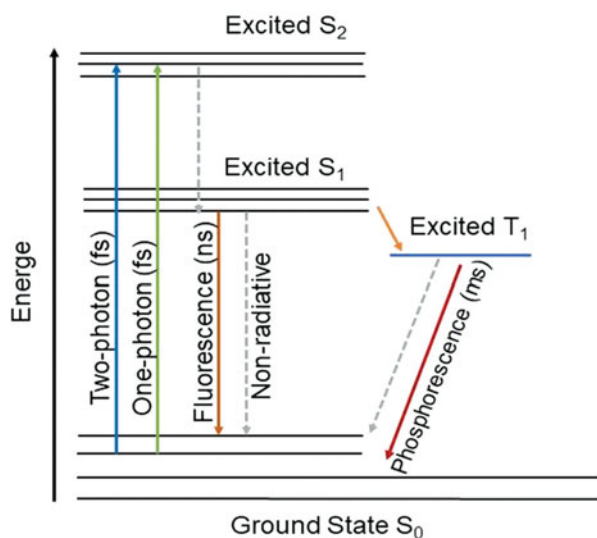 Excited S₂
Excited S₁
Excited T₁
Energe
Two-photon (fs)
One-photon (fs)
Fluorescence (ns)
Non-radiative
Phosphorescence (ms)
Ground State S₀